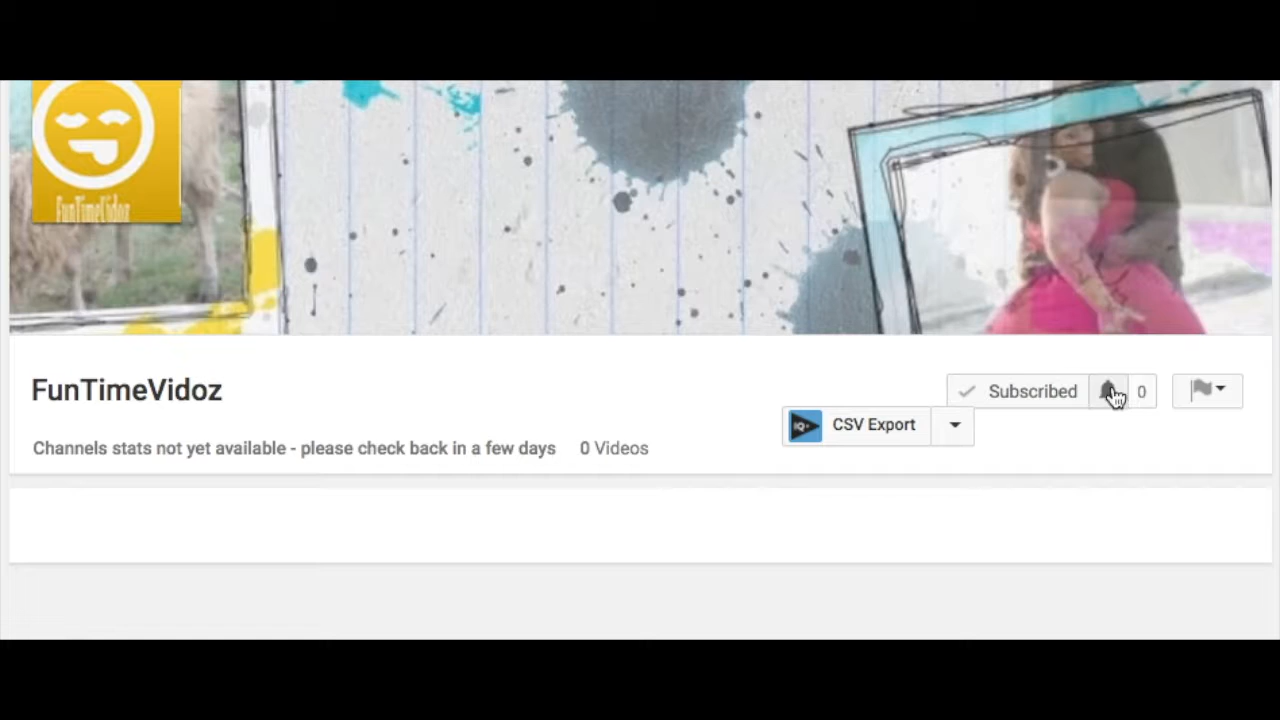 FunTimeVidoz
FunTimeVidoz
Subscribed 0
IQ+ CSV Export
Channels stats not yet available - please check back in a few days 0 Videos